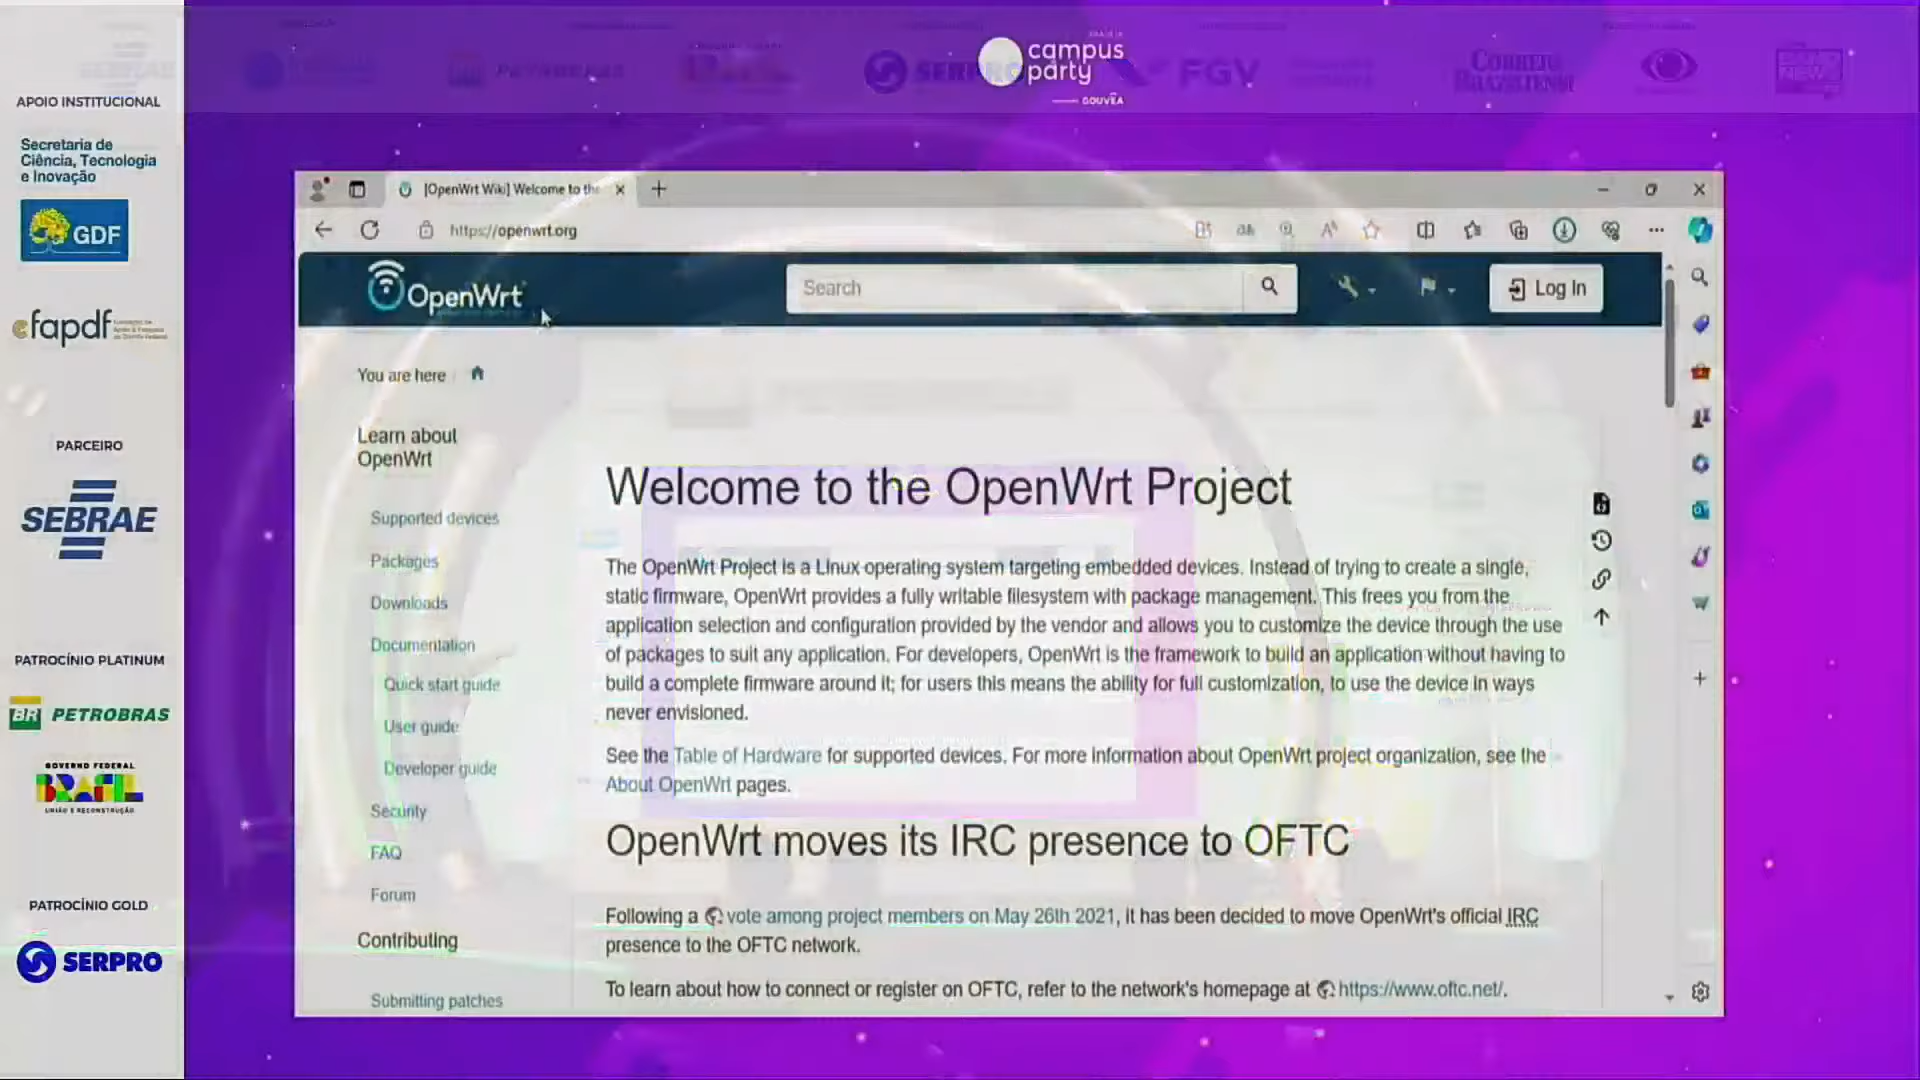 APOIO INSTITUCIONAL
Secretaria de
Ciência, Tecnologia
e Inovação
GDF
fapdf
PARCEIRO
SEBRAE
PATROCÍNIO PLATINUM
BR PETROBRAS
GOVERNO FEDERAL
BRASIL
UNIÃO E RECONSTRUÇÃO
PATROCÍNIO GOLD
SERPRO
PETROBRAS
SERPRO
campus
party
GOUVÊA
FGV
CORREIO
BRAZILIENSE
[OpenWrt Wiki] Welcome to the
https://openwrt.org
OpenWrt
Search
Log In
You are here
Learn about
OpenWrt
Supported devices
Packages
Downloads
Documentation
Quick start guide
User guide
Developer guide
Security
FAQ
Forum
Contributing
Submitting patches
Welcome to the OpenWrt Project
The OpenWrt Project is a Linux operating system targeting embedded devices. Instead of trying to create a single,
static firmware, OpenWrt provides a fully writable filesystem with package management. This frees you from the
application selection and configuration provided by the vendor and allows you to customize the device through the use
of packages to suit any application. For developers, OpenWrt is the framework to build an application without having to
build a complete firmware around it; for users this means the ability for full customization, to use the device in ways
never envisioned.
See the Table of Hardware for supported devices. For more information about OpenWrt project organization, see the
About OpenWrt pages.
OpenWrt moves its IRC presence to OFTC
Following a vote among project members on May 26th 2021, it has been decided to move OpenWrt's official IRC
presence to the OFTC network.
To learn about how to connect or register on OFTC, refer to the network's homepage at https://www.oftc.net/.